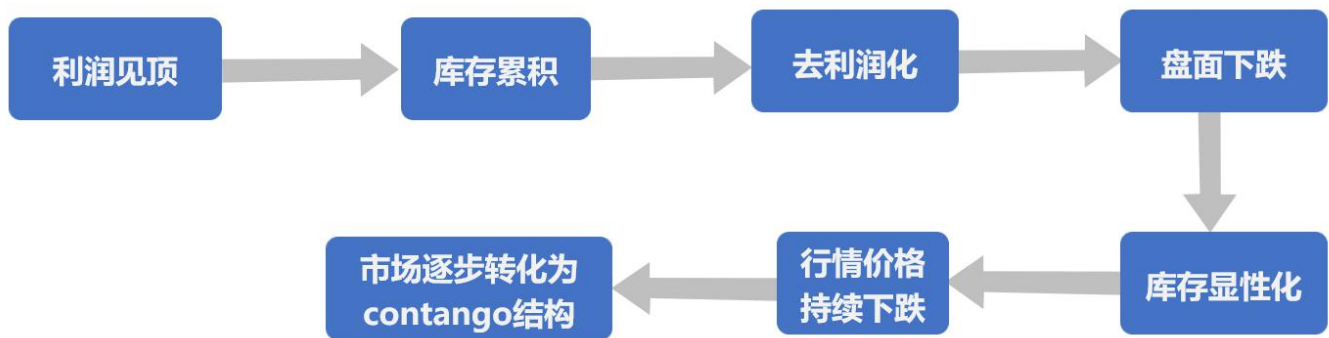 利润见顶
库存累积
去利润化
盘面下跌
库存显性化
行情价格
持续下跌
市场逐步转化为
contango结构